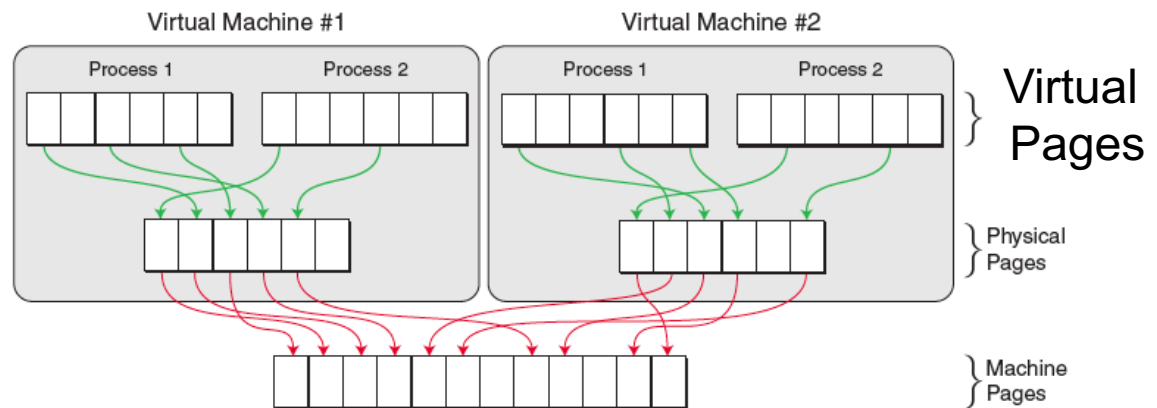 Virtual Machine #1
Virtual Machine #2
Process 1
Process 2
Process 1
Process 2
Virtual
Pages
Physical
Pages
Machine
Pages